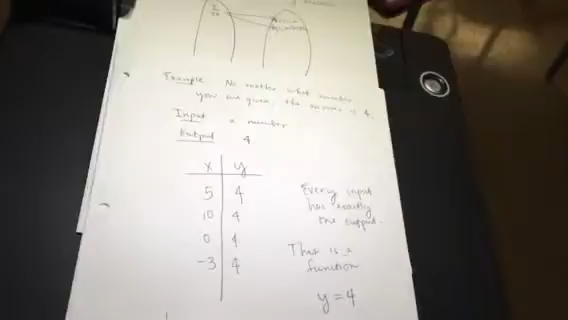 Example No matter what number
you are given, the answer is 4.
Input a number
Output 4
x y
5 4
10 4
0 4
-3 4
Every input
has exactly
the output.
That is a
function
y = 4